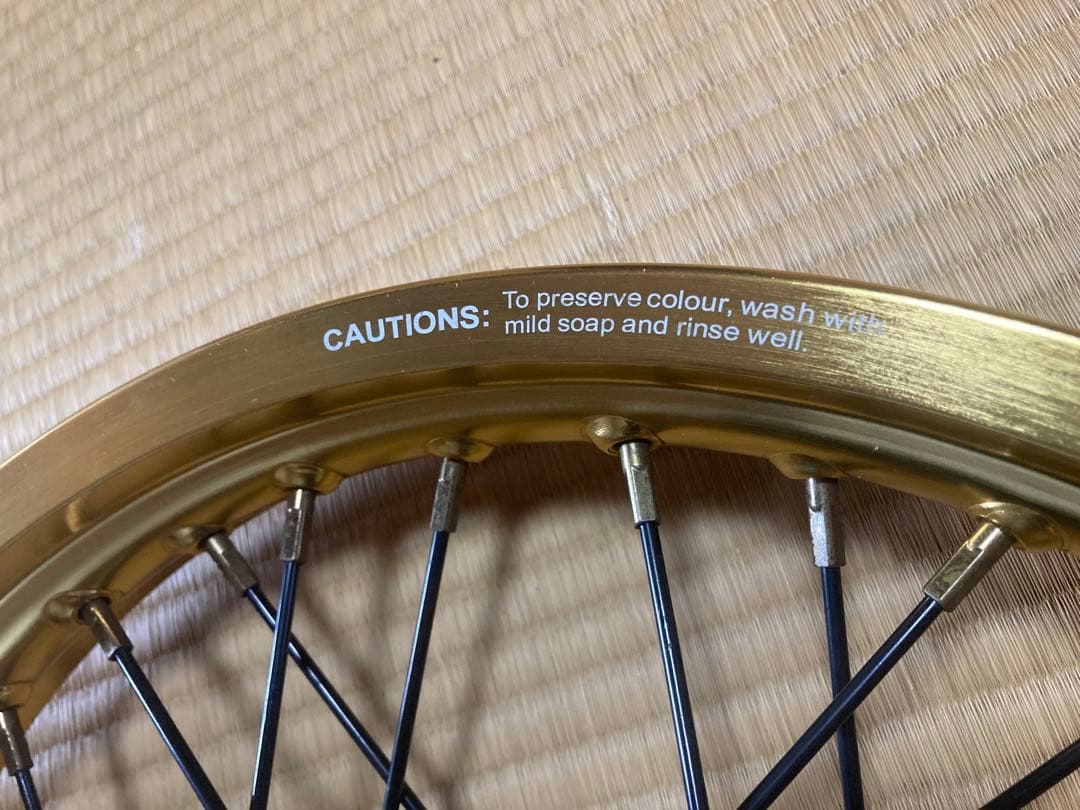 CAUTIONS: To preserve colour, wash with
mild soap and rinse well.